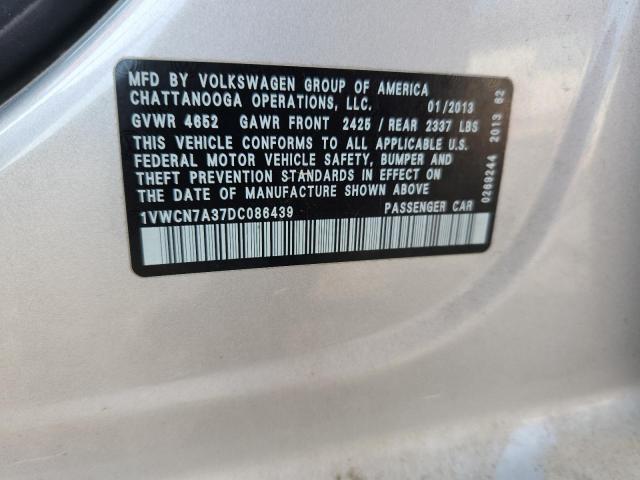 MFD BY VOLKSWAGEN GROUP OF AMERICA
CHATTANOOGA OPERATIONS, LLC. 01/2013
GVWR 4652 GAWR FRONT 2425 / REAR 2337 LBS
THIS VEHICLE CONFORMS TO ALL APPLICABLE U.S.
FEDERAL MOTOR VEHICLE SAFETY, BUMPER AND
THEFT PREVENTION STANDARDS IN EFFECT ON
THE DATE OF MANUFACTURE SHOWN ABOVE
1VWCN7A37DC086439 PASSENGER CAR
0269244 2013 62